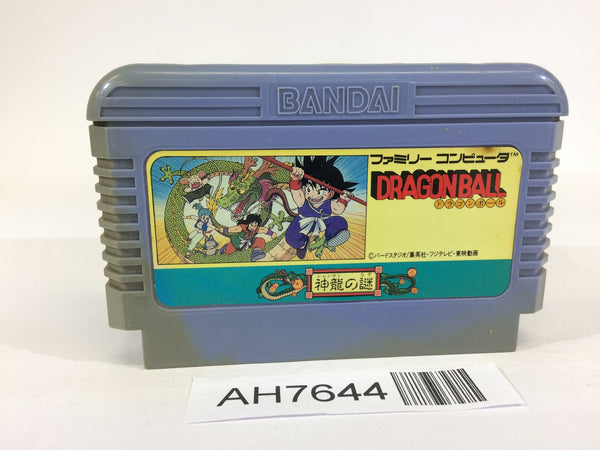 BANDAI
ファミリー コンピュータ™
DRAGON BALL
ドラゴンボール
©バードスタジオ/集英社・フジテレビ・東映動画
神龍の謎
AH7644